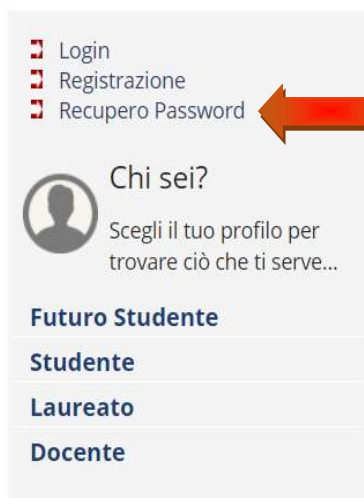 Login
Registrazione
Recupero Password
Chi sei?
Scegli il tuo profilo per
trovare ciò che ti serve...
Futuro Studente
Studente
Laureato
Docente